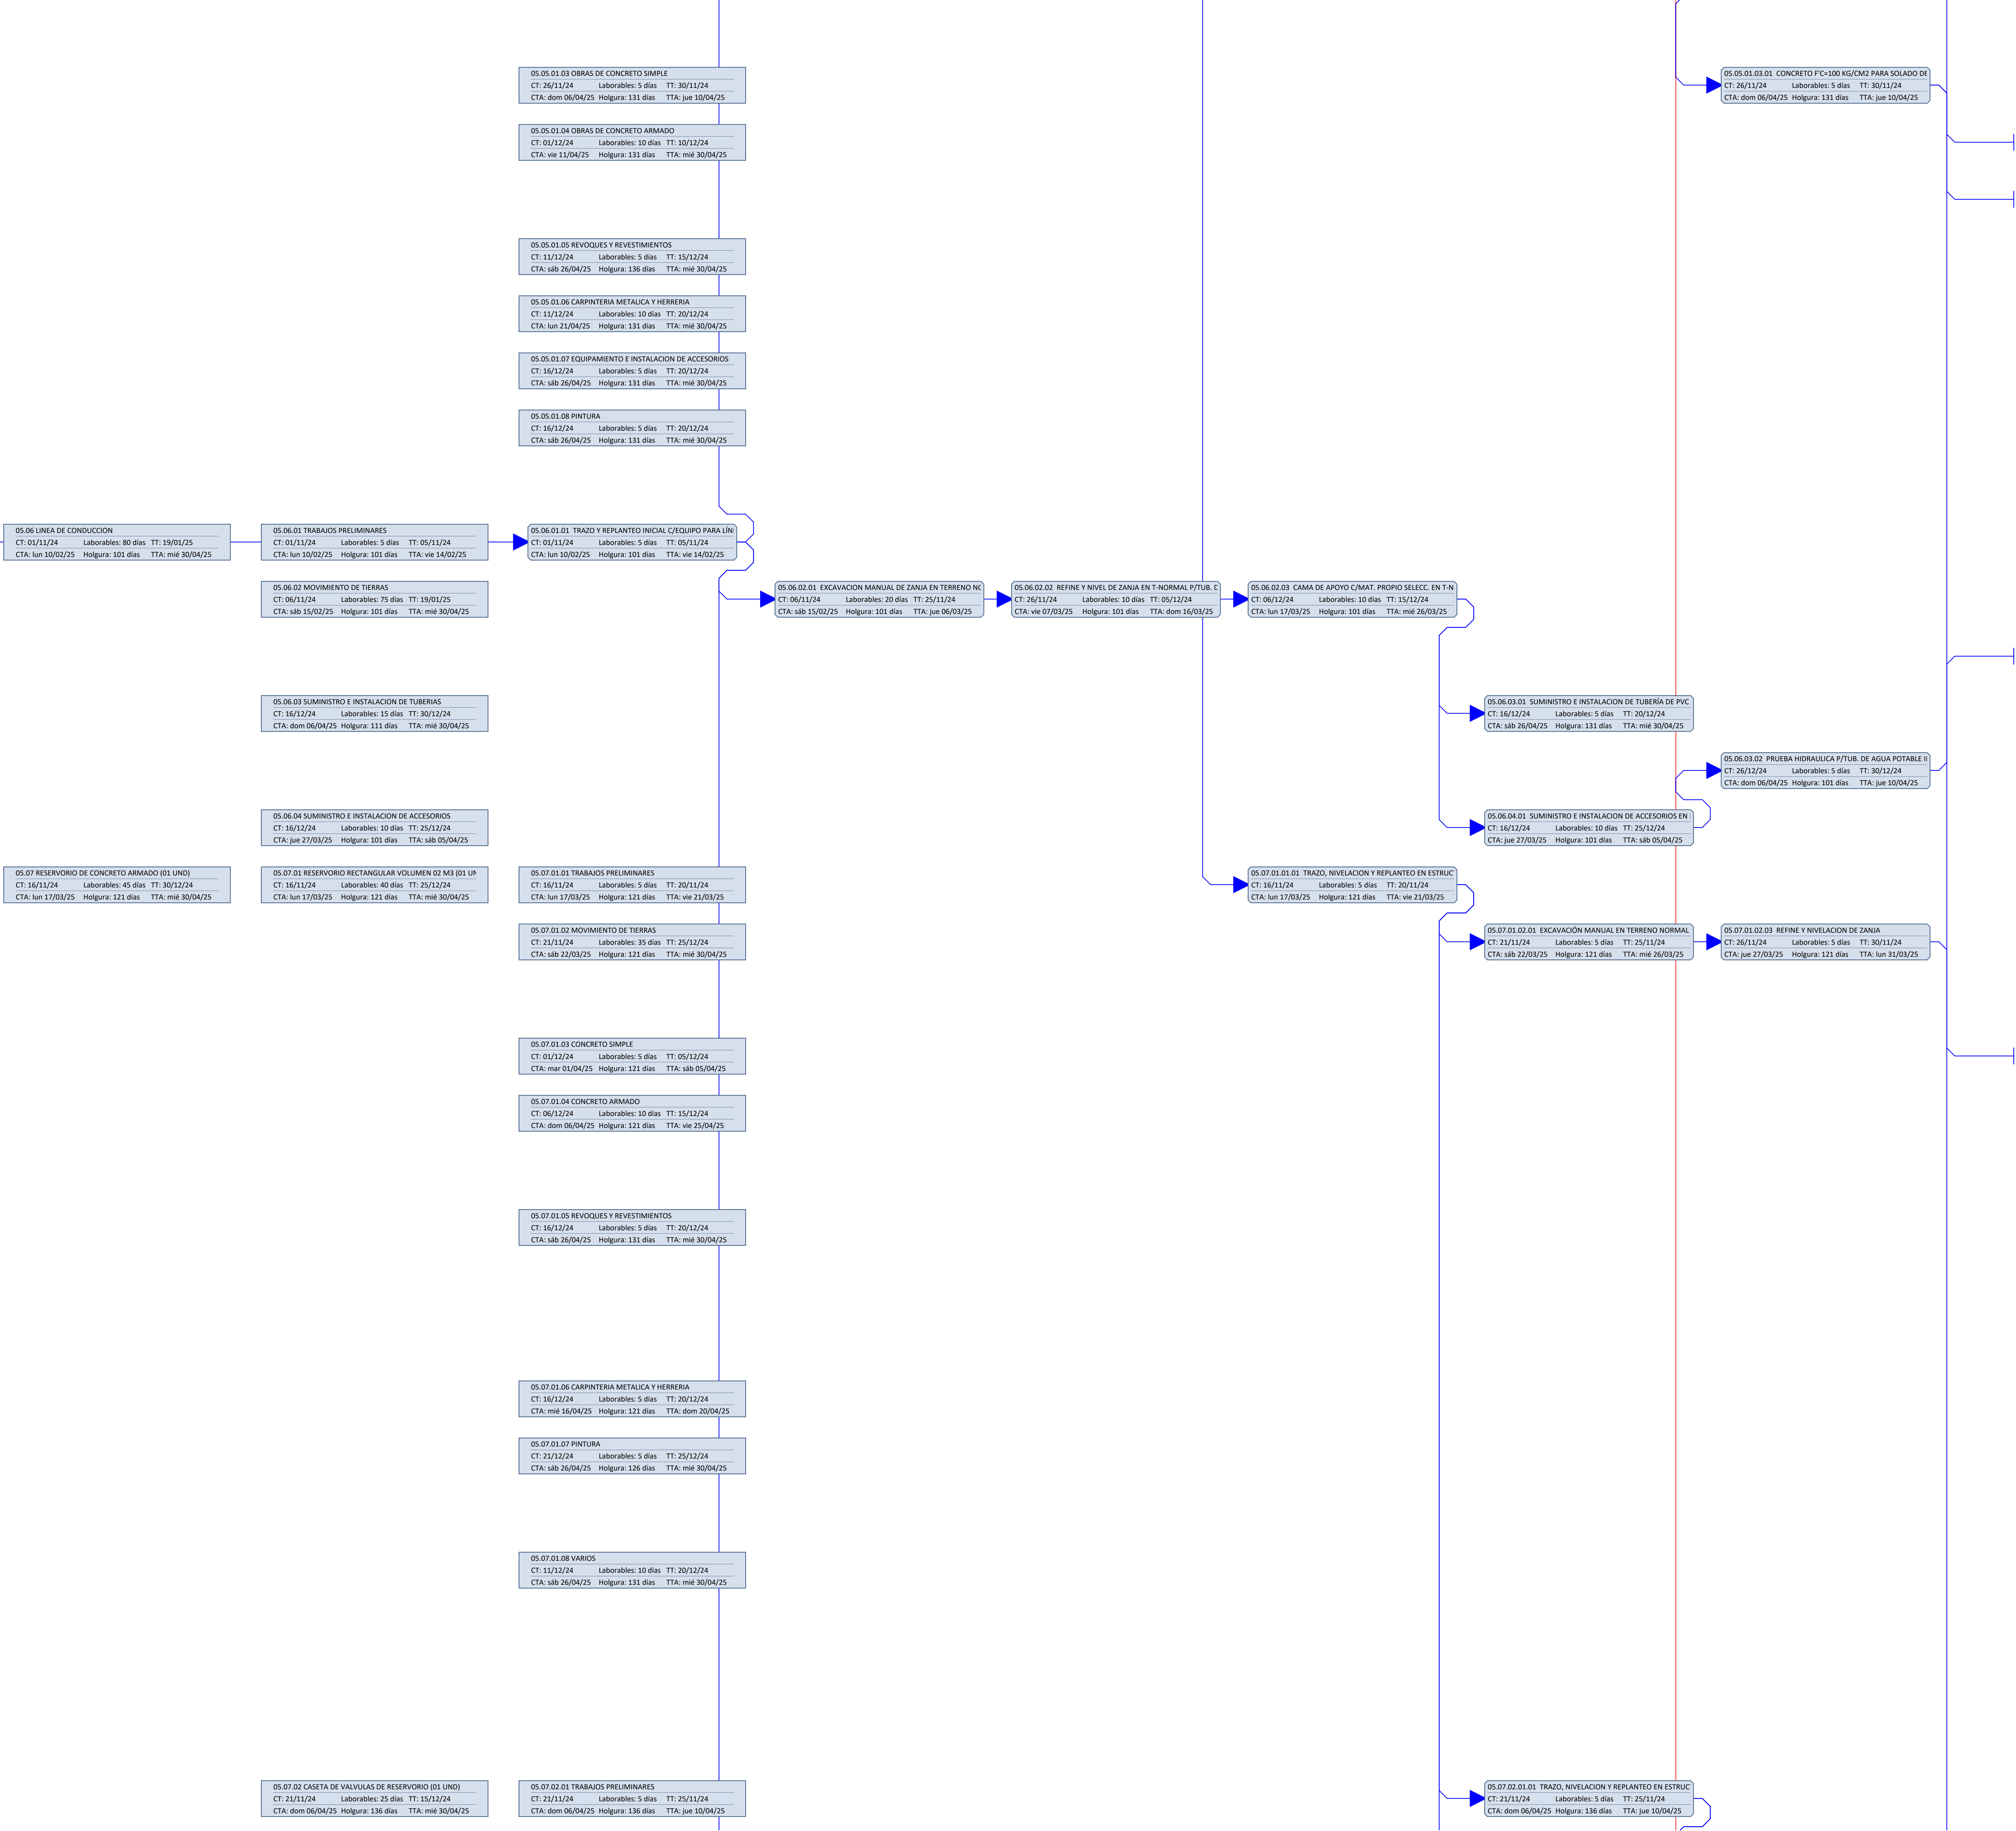 05.05.01.03 OBRAS DE CONCRETO SIMPLE
CT: 26/11/24 Laborables: 5 días TT: 30/11/24
CTA: dom 06/04/25 Holgura: 131 días TTA: jue 10/04/25
05.05.01.03.01 CONCRETO F'C=100 KG/CM2 PARA SOLADO DE
CT: 26/11/24 Laborables: 5 días TT: 30/11/24
CTA: dom 06/04/25 Holgura: 131 días TTA: jue 10/04/25
05.05.01.04 OBRAS DE CONCRETO ARMADO
CT: 01/12/24 Laborables: 10 días TT: 10/12/24
CTA: vie 11/04/25 Holgura: 131 días TTA: mié 30/04/25
05.05.01.05 REVOQUES Y REVESTIMIENTOS
CT: 11/12/24 Laborables: 5 días TT: 15/12/24
CTA: sáb 26/04/25 Holgura: 136 días TTA: mié 30/04/25
05.05.01.06 CARPINTERIA METALICA Y HERRERIA
CT: 11/12/24 Laborables: 10 días TT: 20/12/24
CTA: lun 21/04/25 Holgura: 131 días TTA: mié 30/04/25
05.05.01.07 EQUIPAMIENTO E INSTALACION DE ACCESORIOS
CT: 16/12/24 Laborables: 5 días TT: 20/12/24
CTA: sáb 26/04/25 Holgura: 131 días TTA: mié 30/04/25
05.05.01.08 PINTURA
CT: 16/12/24 Laborables: 5 días TT: 20/12/24
CTA: sáb 26/04/25 Holgura: 131 días TTA: mié 30/04/25
05.06 LINEA DE CONDUCCION
CT: 01/11/24 Laborables: 80 días TT: 19/01/25
CTA: lun 10/02/25 Holgura: 101 días TTA: mié 30/04/25
05.06.01 TRABAJOS PRELIMINARES
CT: 01/11/24 Laborables: 5 días TT: 05/11/24
CTA: lun 10/02/25 Holgura: 101 días TTA: vie 14/02/25
05.06.01.01 TRAZO Y REPLANTEO INICIAL C/EQUIPO PARA LÍN
CT: 01/11/24 Laborables: 5 días TT: 05/11/24
CTA: lun 10/02/25 Holgura: 101 días TTA: vie 14/02/25
05.06.02 MOVIMIENTO DE TIERRAS
CT: 06/11/24 Laborables: 75 días TT: 19/01/25
CTA: sáb 15/02/25 Holgura: 101 días TTA: mié 30/04/25
05.06.02.01 EXCAVACION MANUAL DE ZANJA EN TERRENO NO
CT: 06/11/24 Laborables: 20 días TT: 25/11/24
CTA: sáb 15/02/25 Holgura: 101 días TTA: jue 06/03/25
05.06.02.02 REFINE Y NIVEL DE ZANJA EN T-NORMAL P/TUB. D
CT: 26/11/24 Laborables: 10 días TT: 05/12/24
CTA: vie 07/03/25 Holgura: 101 días TTA: dom 16/03/25
05.06.02.03 CAMA DE APOYO C/MAT. PROPIO SELECC. EN T-N
CT: 06/12/24 Laborables: 10 días TT: 15/12/24
CTA: lun 17/03/25 Holgura: 101 días TTA: mié 26/03/25
05.06.03 SUMINISTRO E INSTALACION DE TUBERIAS
CT: 16/12/24 Laborables: 15 días TT: 30/12/24
CTA: dom 06/04/25 Holgura: 111 días TTA: mié 30/04/25
05.06.03.01 SUMINISTRO E INSTALACION DE TUBERÍA DE PVC
CT: 16/12/24 Laborables: 5 días TT: 20/12/24
CTA: sáb 26/04/25 Holgura: 131 días TTA: mié 30/04/25
05.06.03.02 PRUEBA HIDRAULICA P/TUB. DE AGUA POTABLE
CT: 26/12/24 Laborables: 5 días TT: 30/12/24
CTA: dom 06/04/25 Holgura: 101 días TTA: jue 10/04/25
05.06.04 SUMINISTRO E INSTALACION DE ACCESORIOS
CT: 16/12/24 Laborables: 10 días TT: 25/12/24
CTA: jue 27/03/25 Holgura: 101 días TTA: sáb 05/04/25
05.06.04.01 SUMINISTRO E INSTALACION DE ACCESORIOS EN
CT: 16/12/24 Laborables: 10 días TT: 25/12/24
CTA: jue 27/03/25 Holgura: 101 días TTA: sáb 05/04/25
05.07 RESERVORIO DE CONCRETO ARMADO (01 UND)
CT: 16/11/24 Laborables: 45 días TT: 30/12/24
CTA: lun 17/03/25 Holgura: 121 días TTA: mié 30/04/25
05.07.01 RESERVORIO RECTANGULAR VOLUMEN 02 M3 (01 UN
CT: 16/11/24 Laborables: 40 días TT: 25/12/24
CTA: lun 17/03/25 Holgura: 121 días TTA: mié 30/04/25
05.07.01.01 TRABAJOS PRELIMINARES
CT: 16/11/24 Laborables: 5 días TT: 20/11/24
CTA: lun 17/03/25 Holgura: 121 días TTA: vie 21/03/25
05.07.01.01.01 TRAZO, NIVELACION Y REPLANTEO EN ESTRUC
CT: 16/11/24 Laborables: 5 días TT: 20/11/24
CTA: lun 17/03/25 Holgura: 121 días TTA: vie 21/03/25
05.07.01.02 MOVIMIENTO DE TIERRAS
CT: 21/11/24 Laborables: 35 días TT: 25/12/24
CTA: sáb 22/03/25 Holgura: 121 días TTA: mié 30/04/25
05.07.01.02.01 EXCAVACIÓN MANUAL EN TERRENO NORMAL
CT: 21/11/24 Laborables: 5 días TT: 25/11/24
CTA: sáb 22/03/25 Holgura: 121 días TTA: mié 26/03/25
05.07.01.02.03 REFINE Y NIVELACION DE ZANJA
CT: 26/11/24 Laborables: 5 días TT: 30/11/24
CTA: jue 27/03/25 Holgura: 121 días TTA: lun 31/03/25
05.07.01.03 CONCRETO SIMPLE
CT: 01/12/24 Laborables: 5 días TT: 05/12/24
CTA: mar 01/04/25 Holgura: 121 días TTA: sáb 05/04/25
05.07.01.04 CONCRETO ARMADO
CT: 06/12/24 Laborables: 10 días TT: 15/12/24
CTA: dom 06/04/25 Holgura: 121 días TTA: vie 25/04/25
05.07.01.05 REVOQUES Y REVESTIMIENTOS
CT: 16/12/24 Laborables: 5 días TT: 20/12/24
CTA: sáb 26/04/25 Holgura: 131 días TTA: mié 30/04/25
05.07.01.06 CARPINTERIA METALICA Y HERRERIA
CT: 16/12/24 Laborables: 5 días TT: 20/12/24
CTA: mié 16/04/25 Holgura: 121 días TTA: dom 20/04/25
05.07.01.07 PINTURA
CT: 21/12/24 Laborables: 5 días TT: 25/12/24
CTA: sáb 26/04/25 Holgura: 126 días TTA: mié 30/04/25
05.07.01.08 VARIOS
CT: 11/12/24 Laborables: 10 días TT: 20/12/24
CTA: sáb 26/04/25 Holgura: 131 días TTA: mié 30/04/25
05.07.02 CASETA DE VALVULAS DE RESERVORIO (01 UND)
CT: 21/11/24 Laborables: 25 días TT: 15/12/24
CTA: dom 06/04/25 Holgura: 136 días TTA: mié 30/04/25
05.07.02.01 TRABAJOS PRELIMINARES
CT: 21/11/24 Laborables: 5 días TT: 25/11/24
CTA: dom 06/04/25 Holgura: 136 días TTA: jue 10/04/25
05.07.02.01.01 TRAZO, NIVELACION Y REPLANTEO EN ESTRUC
CT: 21/11/24 Laborables: 5 días TT: 25/11/24
CTA: dom 06/04/25 Holgura: 136 días TTA: jue 10/04/25